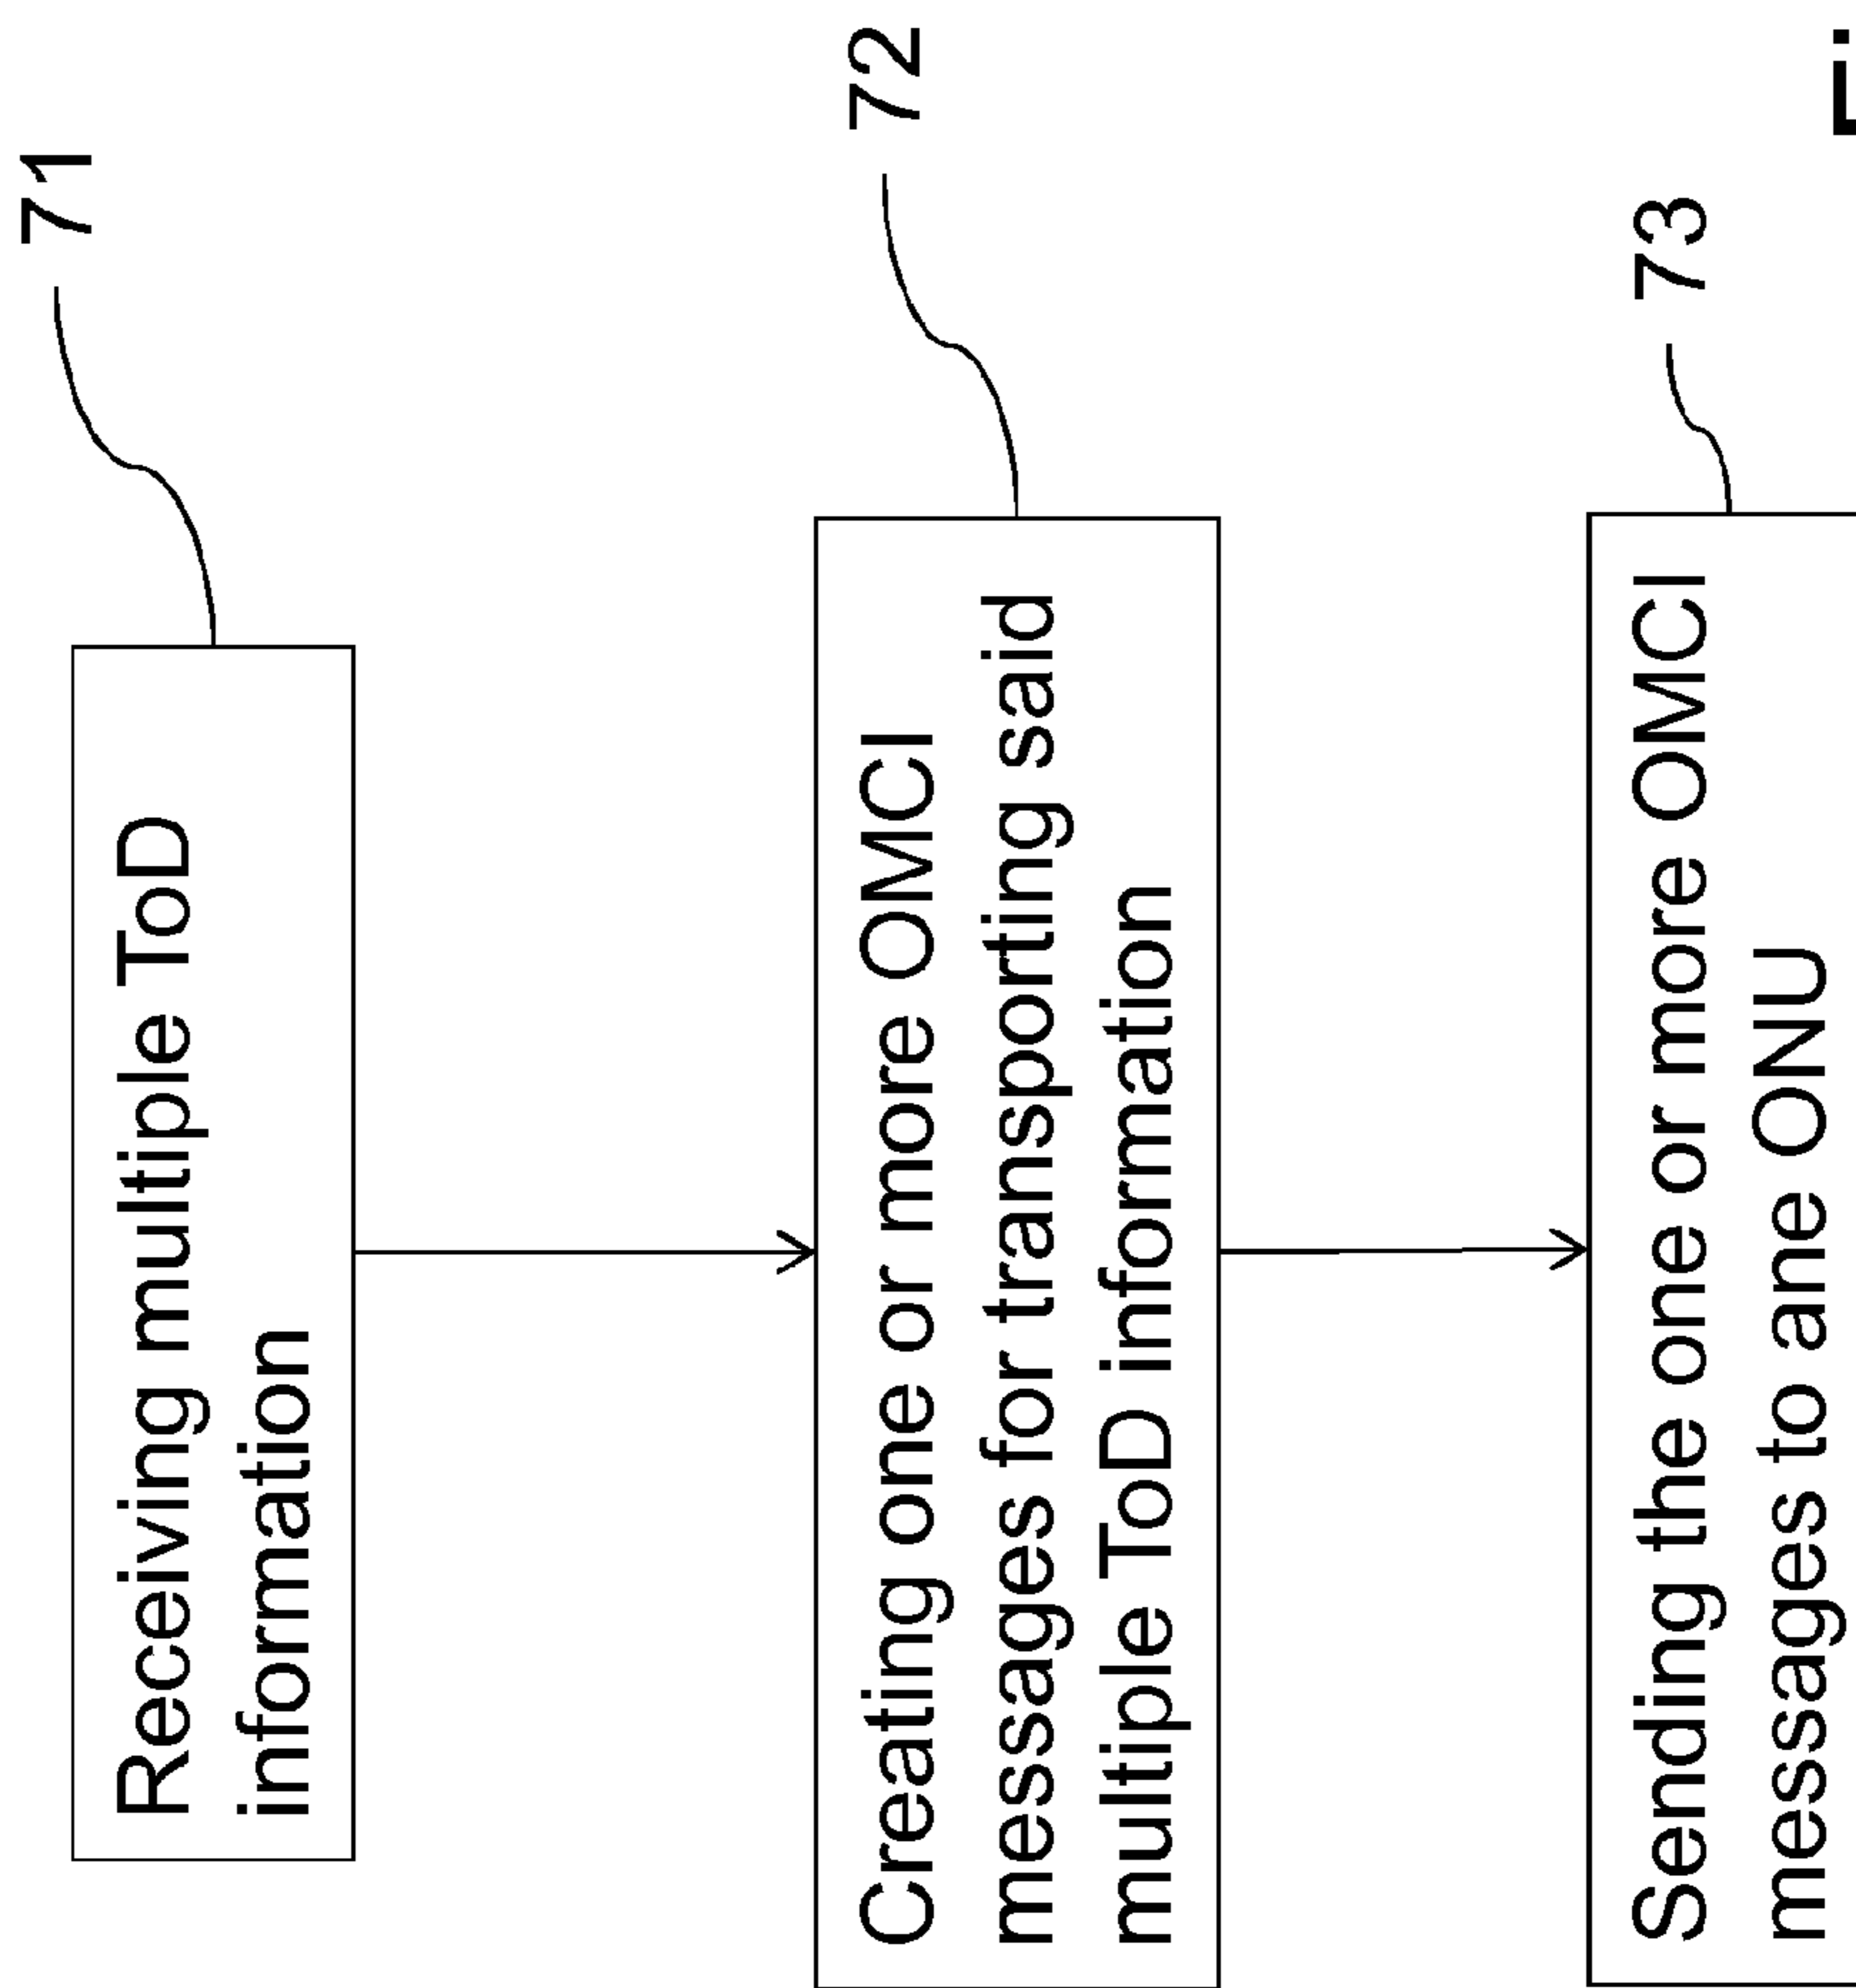 71
Receiving multiple ToD
information
72
Creating one or more OMCI
messages for transporting said
multiple ToD information
73
Sending the one or more OMCI
messages to ane ONU